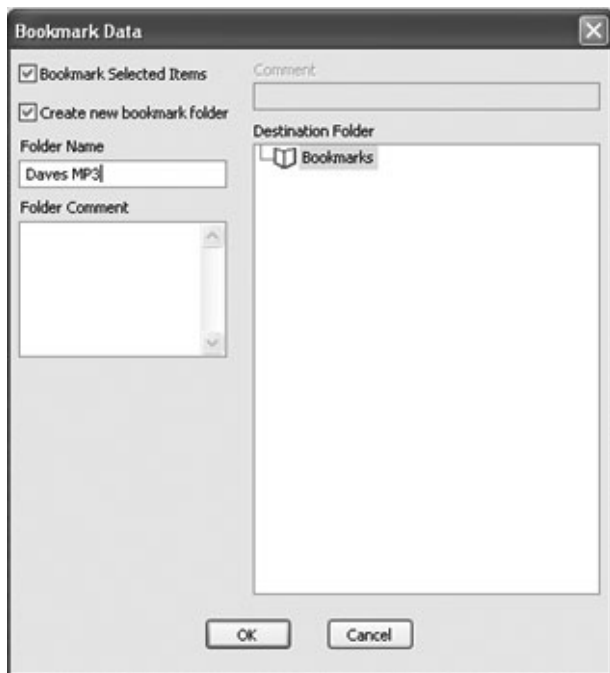 Bookmark Data
Bookmark Selected Items
Create new bookmark folder
Folder Name
Daves MP3
Folder Comment
Comment
Destination Folder
Bookmarks
OK
Cancel